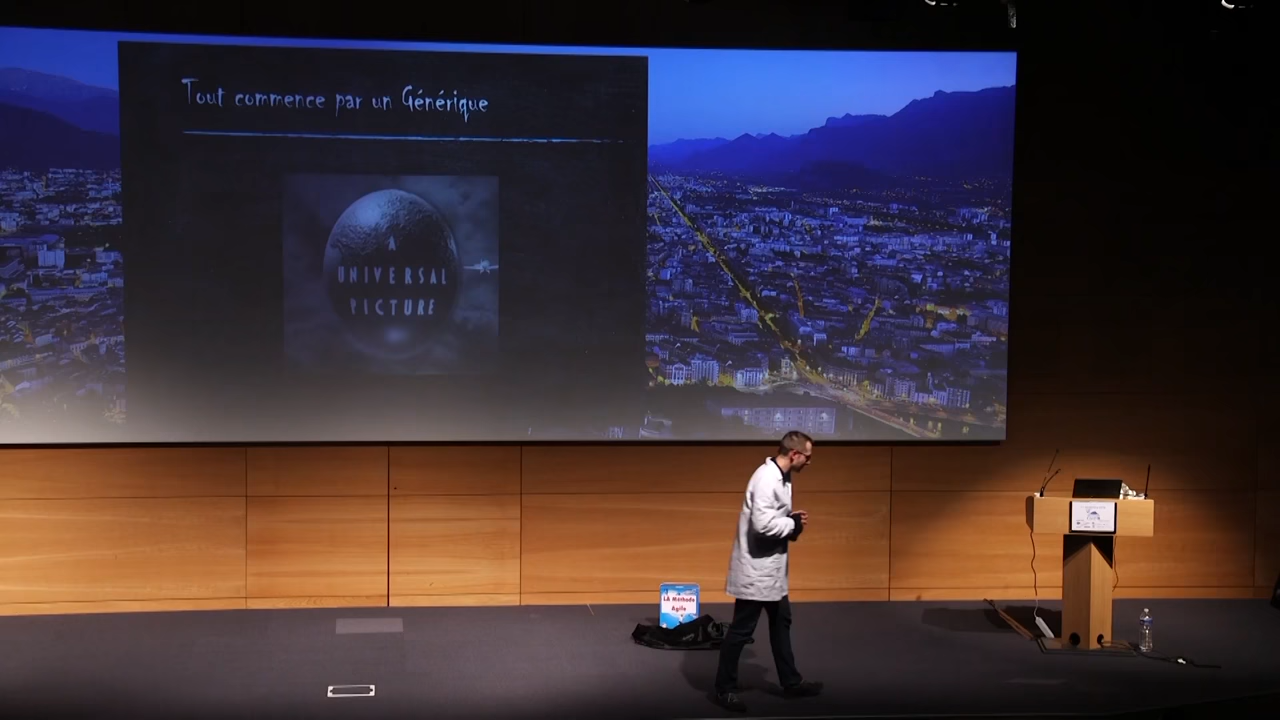 Tout commence par un Générique
A
UNIVERSAL
PICTURE
LA Méthode
Agile